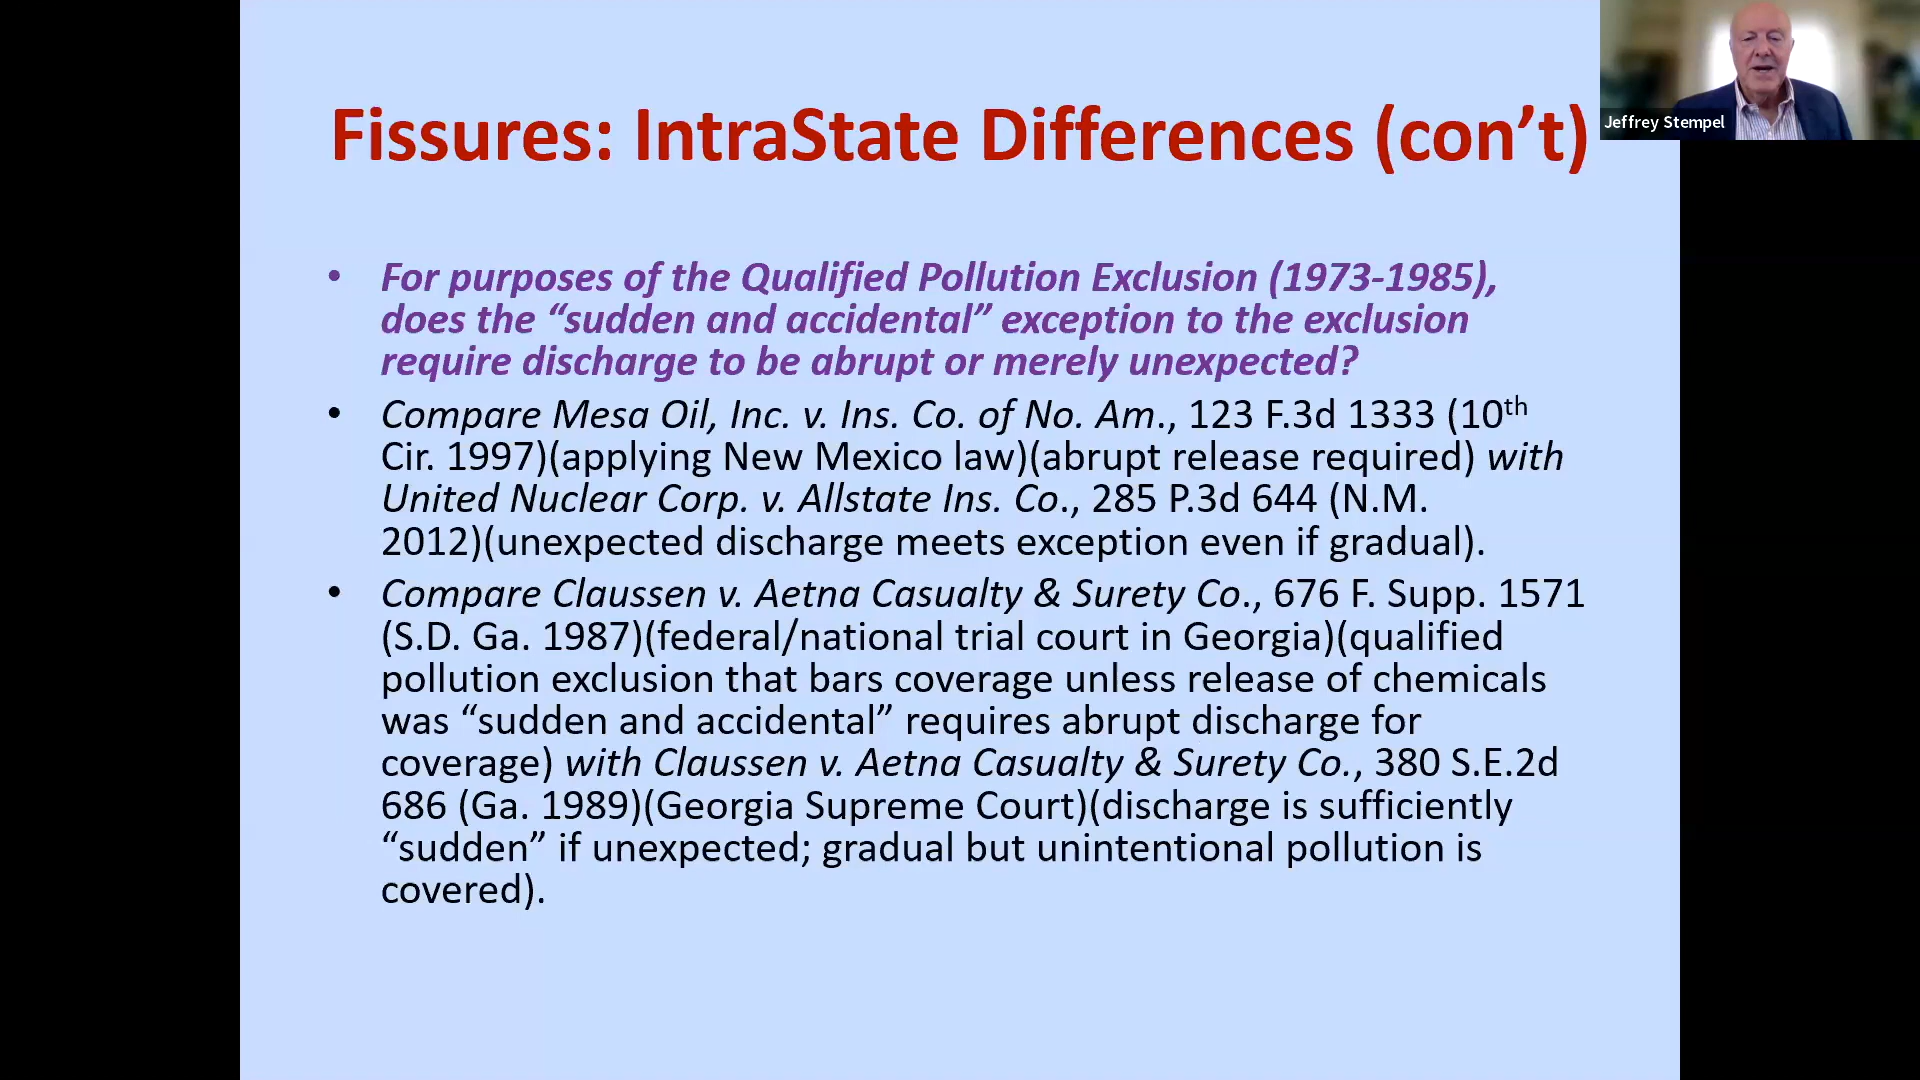 Fissures: IntraState Differences (con’t)
Jeffrey Stempel
• For purposes of the Qualified Pollution Exclusion (1973-1985),
does the “sudden and accidental” exception to the exclusion
require discharge to be abrupt or merely unexpected?
• Compare Mesa Oil, Inc. v. Ins. Co. of No. Am., 123 F.3d 1333 (10th
Cir. 1997)(applying New Mexico law)(abrupt release required) with
United Nuclear Corp. v. Allstate Ins. Co., 285 P.3d 644 (N.M.
2012)(unexpected discharge meets exception even if gradual).
• Compare Claussen v. Aetna Casualty & Surety Co., 676 F. Supp. 1571
(S.D. Ga. 1987)(federal/national trial court in Georgia)(qualified
pollution exclusion that bars coverage unless release of chemicals
was “sudden and accidental” requires abrupt discharge for
coverage) with Claussen v. Aetna Casualty & Surety Co., 380 S.E.2d
686 (Ga. 1989)(Georgia Supreme Court)(discharge is sufficiently
“sudden” if unexpected; gradual but unintentional pollution is
covered).